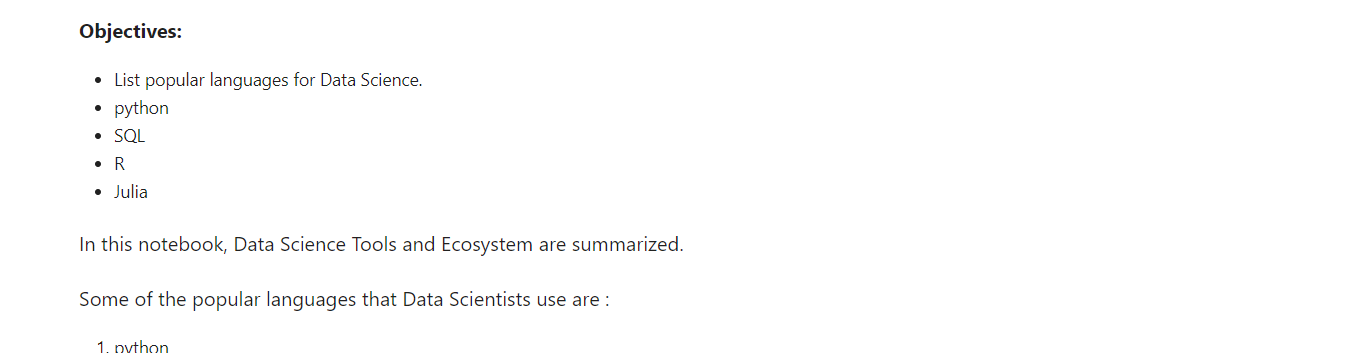 Objectives:
• List popular languages for Data Science.
• python
• SQL
• R
• Julia
In this notebook, Data Science Tools and Ecosystem are summarized.
Some of the popular languages that Data Scientists use are :
1. python